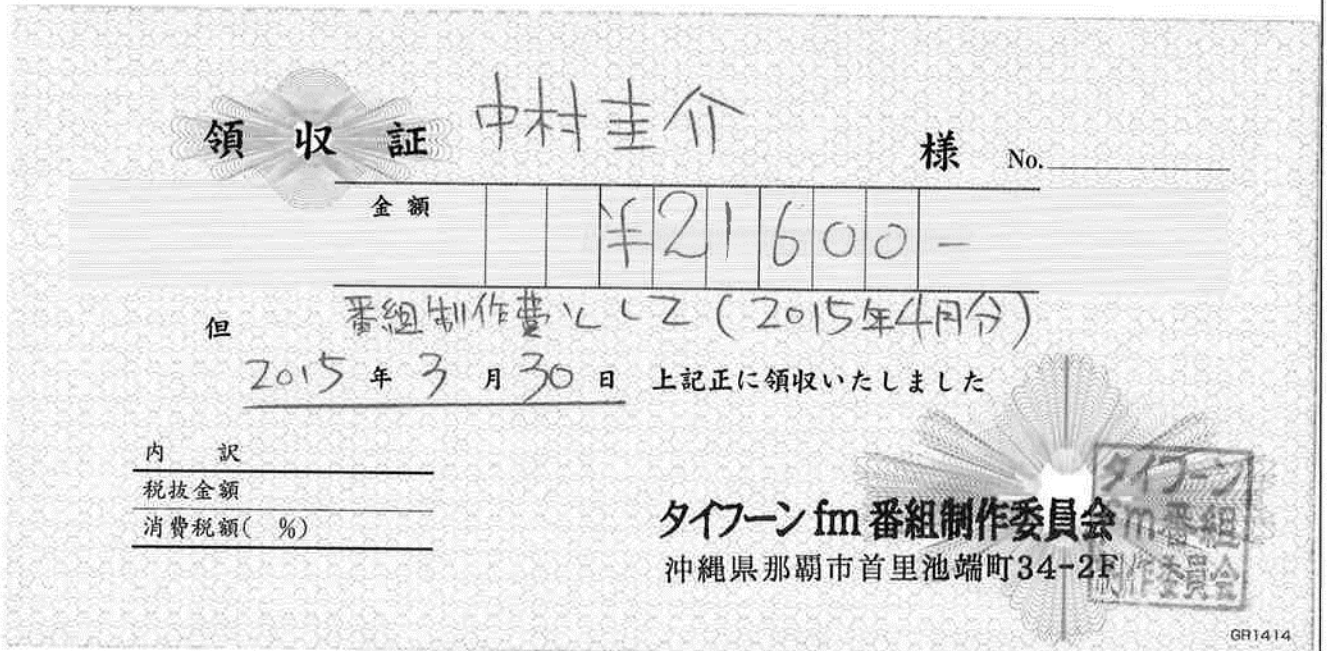 領 収 証 中村圭介 様 No.
金 額 ¥21600-
但 番組制作費として(2015年4月分)
2015 年 3 月 30 日 上記正に領収いたしました
内 訳
税抜金額
消費税額( %)
タイフーン fm 番組制作委員会
沖縄県那覇市首里池端町34-2F
タイフーン
fm番組
制作委員会
GR1414